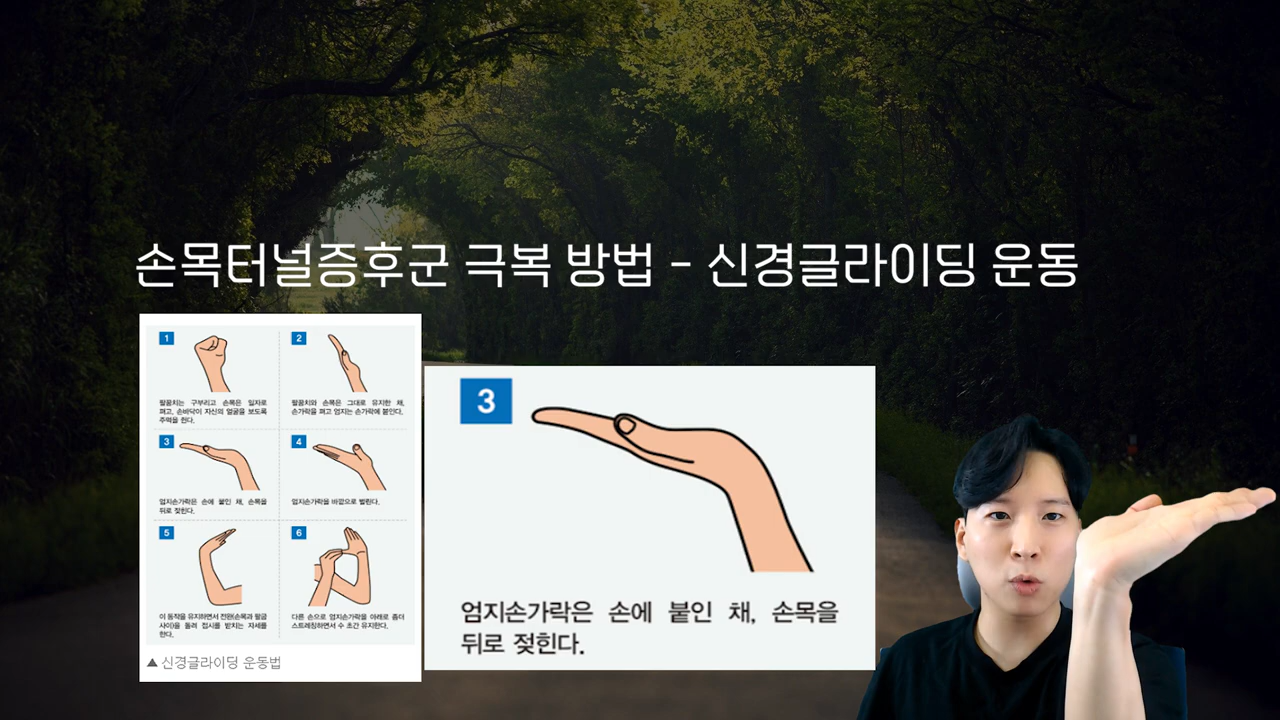 손목터널증후군 극복 방법 - 신경글라이딩 운동
1
팔꿈치는 구부리고 손목은 일자로
펴고, 손바닥이 자신의 얼굴을 보도록
주먹을 쥔다.
2
팔꿈치와 손목은 그대로 유지한 채,
손가락을 펴고 엄지는 손가락에 붙인다.
3
엄지손가락은 손에 붙인 채, 손목을
뒤로 젖힌다.
4
엄지손가락을 바깥으로 벌린다.
5
이 동작을 유지하면서 전완(손목과 팔꿈
사이)을 돌려 접시를 받치는 자세를
한다.
6
다른 손으로 엄지손가락을 아래로 좀더
스트레칭하면서 수 초간 유지한다.
▲ 신경글라이딩 운동법
3
엄지손가락은 손에 붙인 채, 손목을
뒤로 젖힌다.